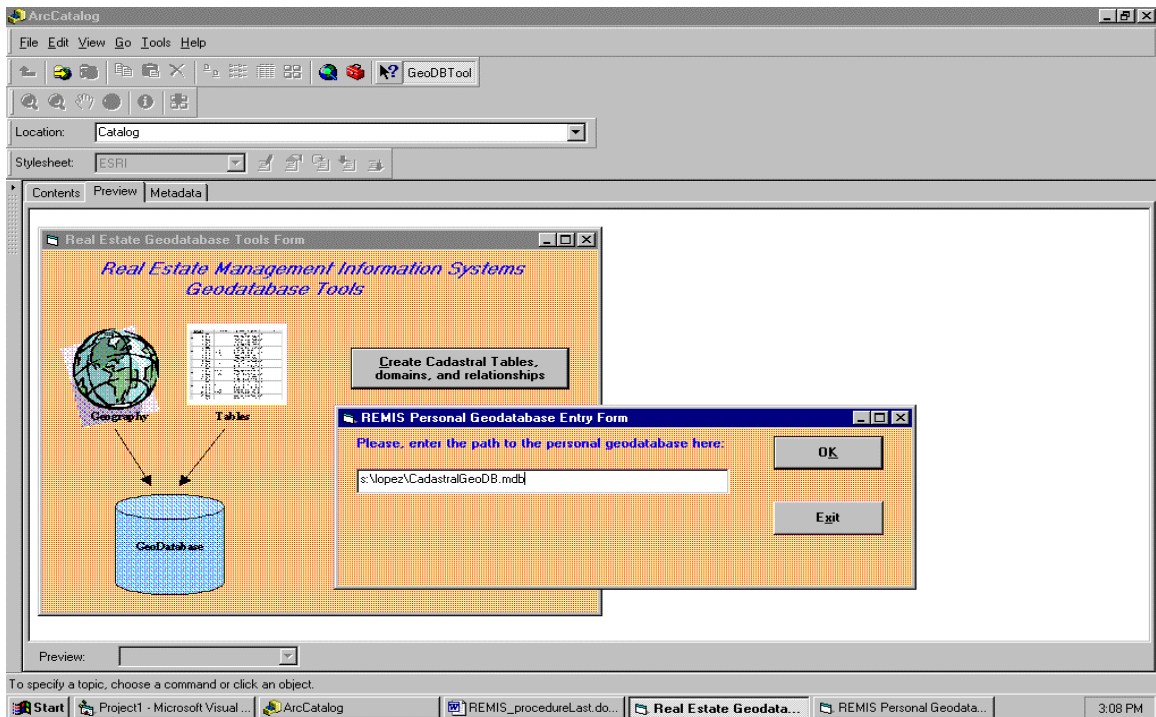 ArcCatalog
File Edit View Go Tools Help
GeoDBTool
Location: Catalog
Stylesheet: ESRI
Contents Preview Metadata
Real Estate Geodatabase Tools Form
Real Estate Management Information Systems
Geodatabase Tools
Create Cadastral Tables,
domains, and relationships
Geography Tables
GeoDatabase
REMIS Personal Geodatabase Entry Form
Please, enter the path to the personal geodatabase here:
OK
s:\lopez\CadastralGeoDB.mdb
Exit
Preview:
To specify a topic, choose a command or click an object.
Start Project1 - Microsoft Visual ... ArcCatalog REMIS_procedureLast.do... Real Estate Geodata... REMIS Personal Geodata... 3:08 PM